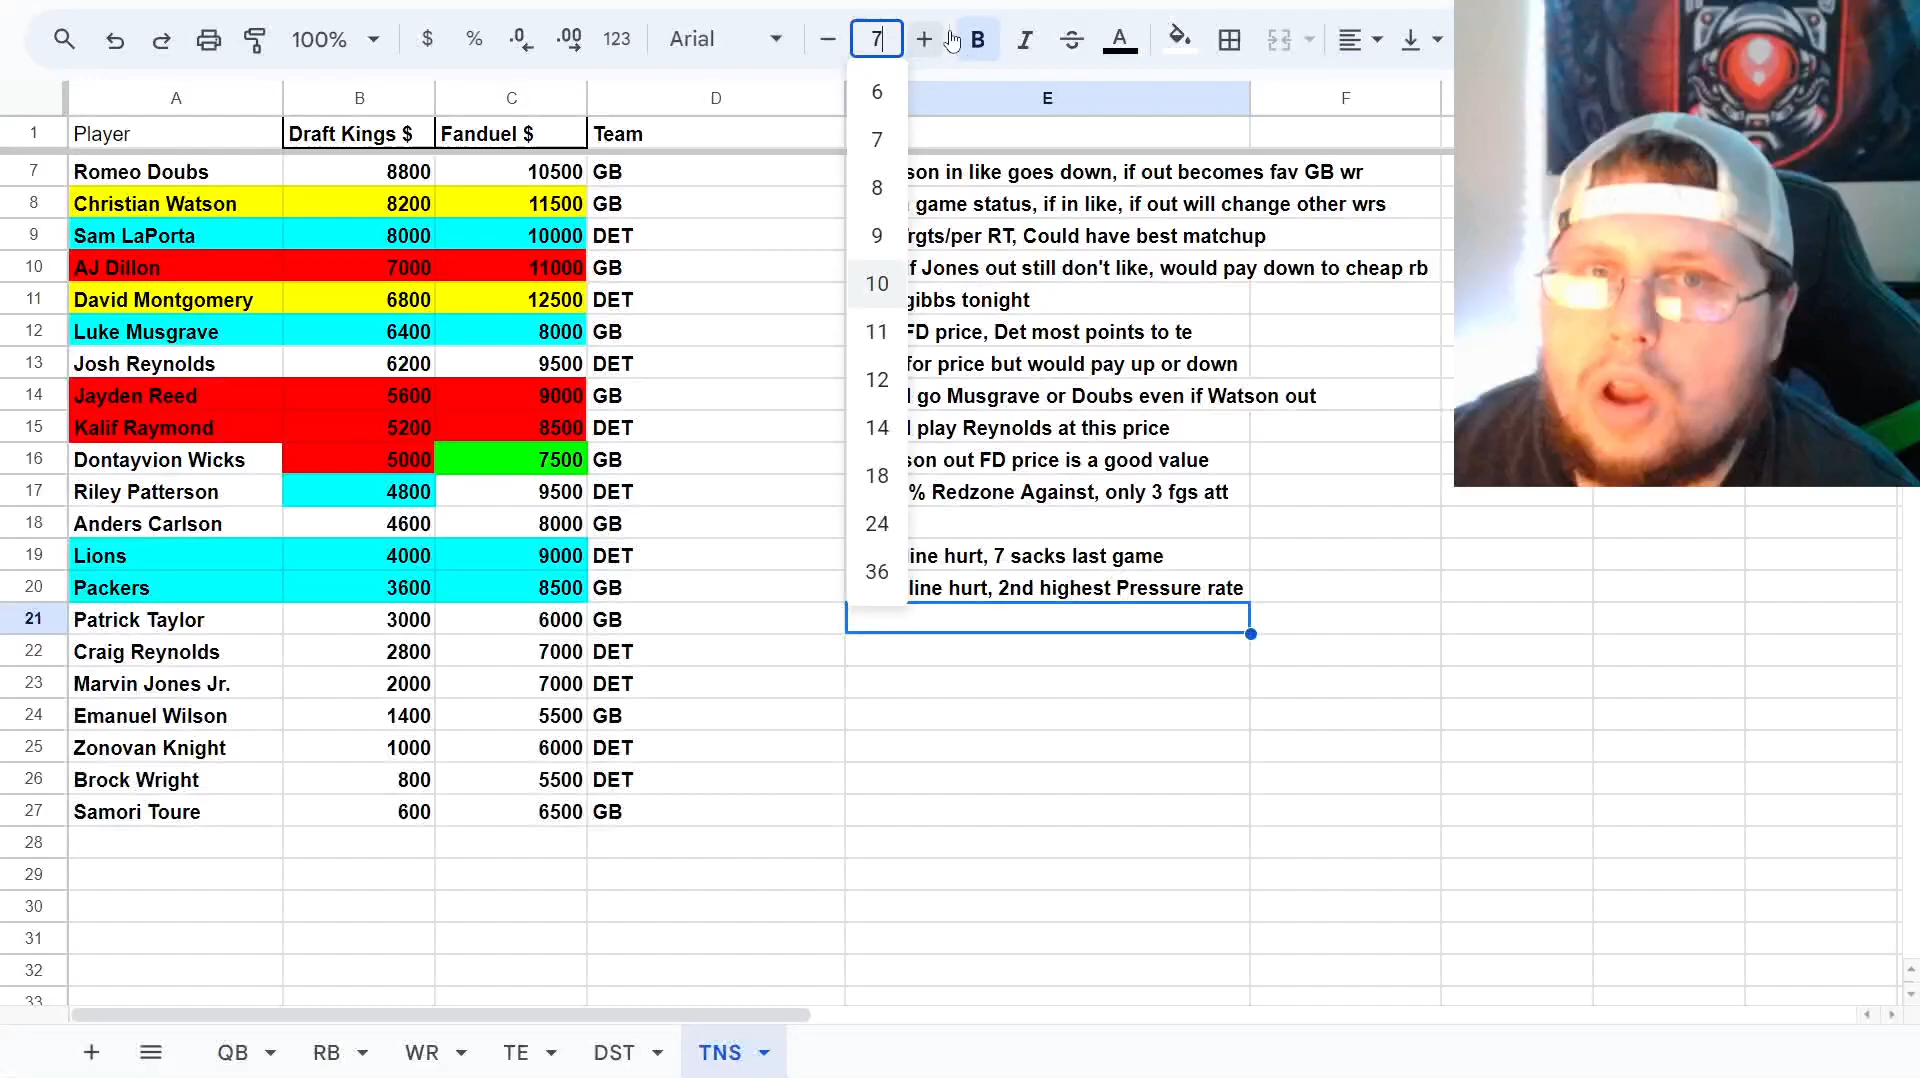 100% $ % .0 .00 123 Arial 7 B I S A
6
7
8
9
10
11
12
14
18
24
36
A B C D E F
1 Player Draft Kings $ Fanduel $ Team
7 Romeo Doubs 8800 10500 GB son in like goes down, if out becomes fav GB wr
8 Christian Watson 8200 11500 GB game status, if in like, if out will change other wrs
9 Sam LaPorta 8000 10000 DET rgts/per RT, Could have best matchup
10 AJ Dillon 7000 11000 GB f Jones out still don't like, would pay down to cheap rb
11 David Montgomery 6800 12500 DET gibbs tonight
12 Luke Musgrave 6400 8000 GB FD price, Det most points to te
13 Josh Reynolds 6200 9500 DET for price but would pay up or down
14 Jayden Reed 5600 9000 GB go Musgrave or Doubs even if Watson out
15 Kalif Raymond 5200 8500 DET play Reynolds at this price
16 Dontayvion Wicks 5000 7500 GB son out FD price is a good value
17 Riley Patterson 4800 9500 DET % Redzone Against, only 3 fgs att
18 Anders Carlson 4600 8000 GB
19 Lions 4000 9000 DET ine hurt, 7 sacks last game
20 Packers 3600 8500 GB line hurt, 2nd highest Pressure rate
21 Patrick Taylor 3000 6000 GB
22 Craig Reynolds 2800 7000 DET
23 Marvin Jones Jr. 2000 7000 DET
24 Emanuel Wilson 1400 5500 GB
25 Zonovan Knight 1000 6000 DET
26 Brock Wright 800 5500 DET
27 Samori Toure 600 6500 GB
28
29
30
31
32
33
QB RB WR TE DST TNS